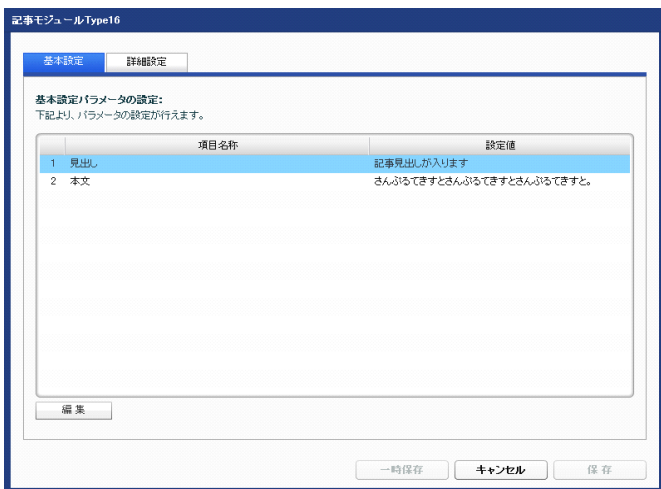 記事モジュールType16
基本設定 詳細設定
基本設定パラメータの設定:
下記より、パラメータの設定が行えます。
項目名称 設定値
1 見出し 記事見出しが入ります
2 本文 さんぷるてきすとさんぷるてきすとさんぷるてきすと。
編集
一時保存 キャンセル 保存